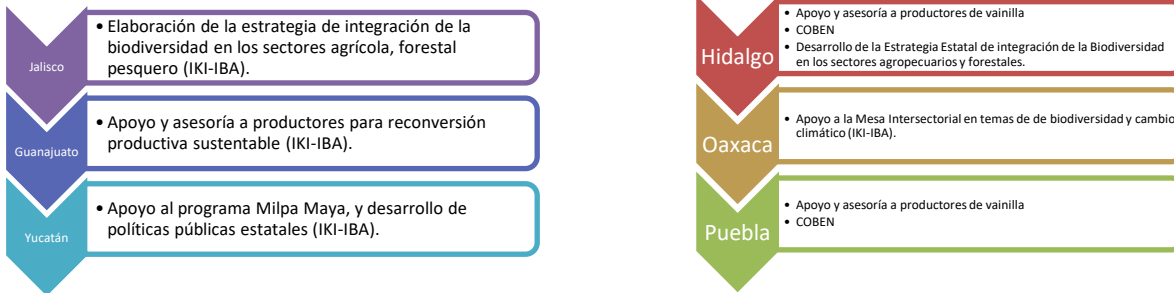 Jalisco
• Elaboración de la estrategia de integración de la
biodiversidad en los sectores agrícola, forestal
pesquero (IKI-IBA).
Guanajuato
• Apoyo y asesoría a productores para reconversión
productiva sustentable (IKI-IBA).
Yucatán
• Apoyo al programa Milpa Maya, y desarrollo de
políticas públicas estatales (IKI-IBA).
Hidalgo
• Apoyo y asesoría a productores de vainilla
• COBEN
• Desarrollo de la Estrategia Estatal de integración de la Biodiversidad
en los sectores agropecuarios y forestales.
Oaxaca
• Apoyo a la Mesa Intersectorial en temas de de biodiversidad y cambio
climático (IKI-IBA).
Puebla
• Apoyo y asesoría a productores de vainilla
• COBEN